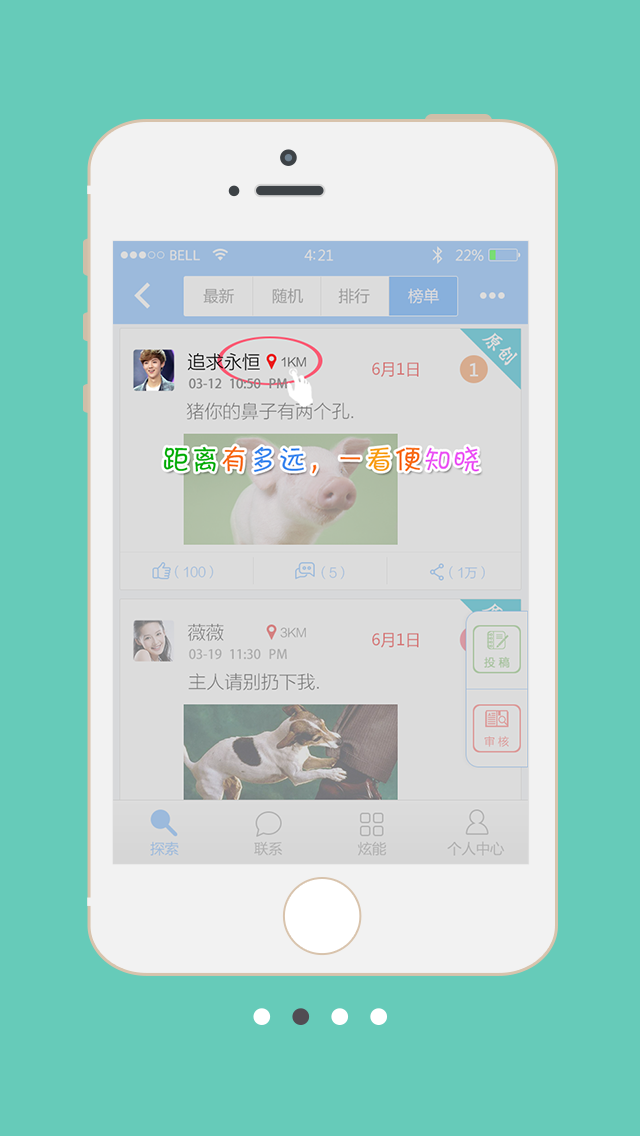 BELL 4:21 22%
最新 随机 排行 榜单
追求永恒 1KM 6月1日 1 原创
03-12 10:50 PM
猪你的鼻子有两个孔.
距离有多远，一看便知晓
(100) (5) (1万)
薇薇 3KM 6月1日
03-19 11:30 PM
主人请别扔下我.
投稿
审核
探索 联系 炫能 个人中心